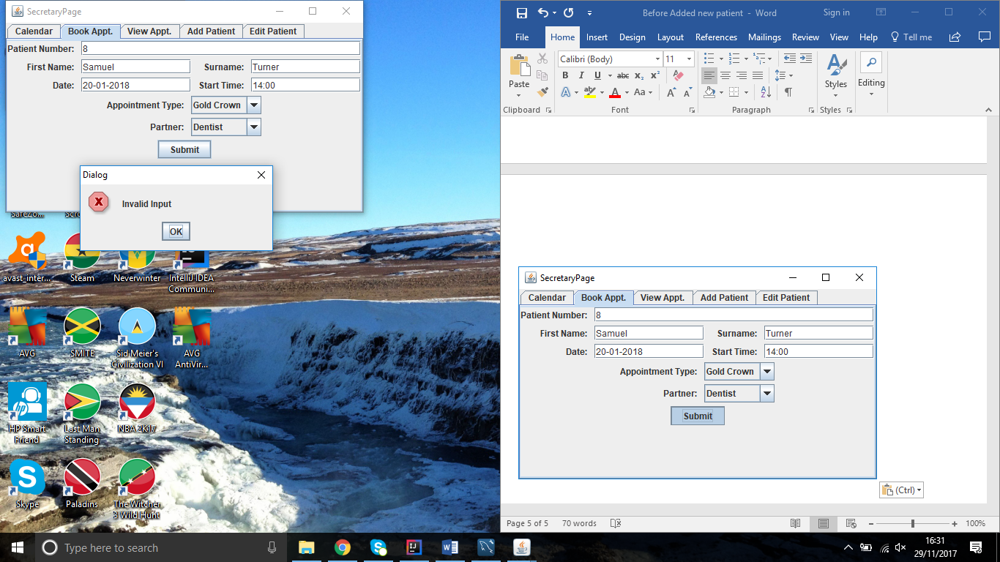 SecretaryPage
Calendar Book Appt. View Appt. Add Patient Edit Patient
Patient Number: 8
First Name: Samuel Surname: Turner
Date: 20-01-2018 Start Time: 14:00
Appointment Type: Gold Crown
Partner: Dentist
Submit
Dialog
Invalid Input
OK
avast_inter... Steam Neverwinter IntelliJ IDEA
Communi...
AVG SMITE Sid Meier's AVG
Civilization VI AntiVir...
HP Smart Last Man NBA 2K17
Friend Standing
Skype Paladins The Witcher
3 Wild Hunt
Before Added new patient - Word Sign in
File Home Insert Design Layout References Mailings Review View Help Tell me
Paste
Calibri (Body) 11
B I U abc x₂ x²
A ab A Aa A A
Styles
Editing
Clipboard Font Paragraph Styles
SecretaryPage
Calendar Book Appt. View Appt. Add Patient Edit Patient
Patient Number: 8
First Name: Samuel Surname: Turner
Date: 20-01-2018 Start Time: 14:00
Appointment Type: Gold Crown
Partner: Dentist
Submit
(Ctrl)
Page 5 of 5 70 words 100%
Type here to search
16:31
29/11/2017